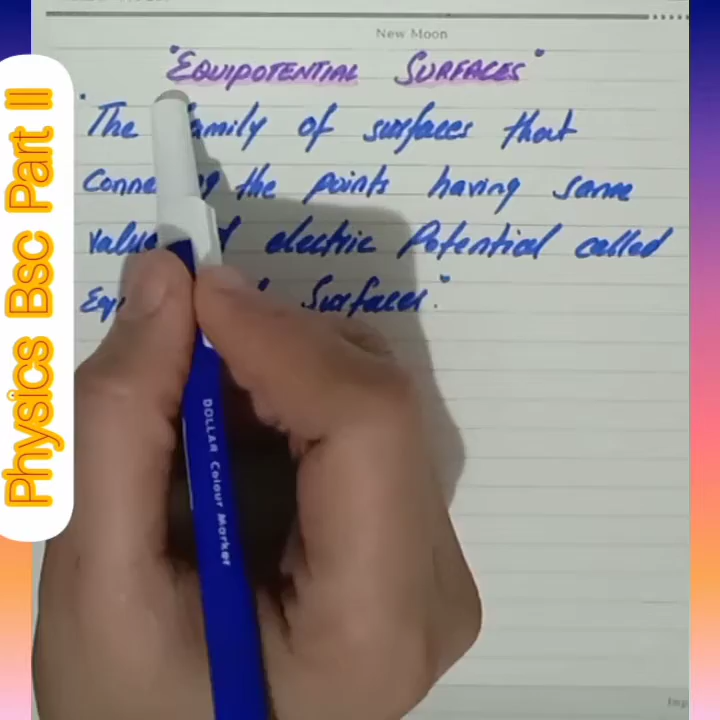 New Moon
"EQUIPOTENTIAL SURFACES"
"The family of surfaces that
the points having same
electric Potential called
Surfaces."
DOLLAR Colour Marker
Physics Bsc Part II